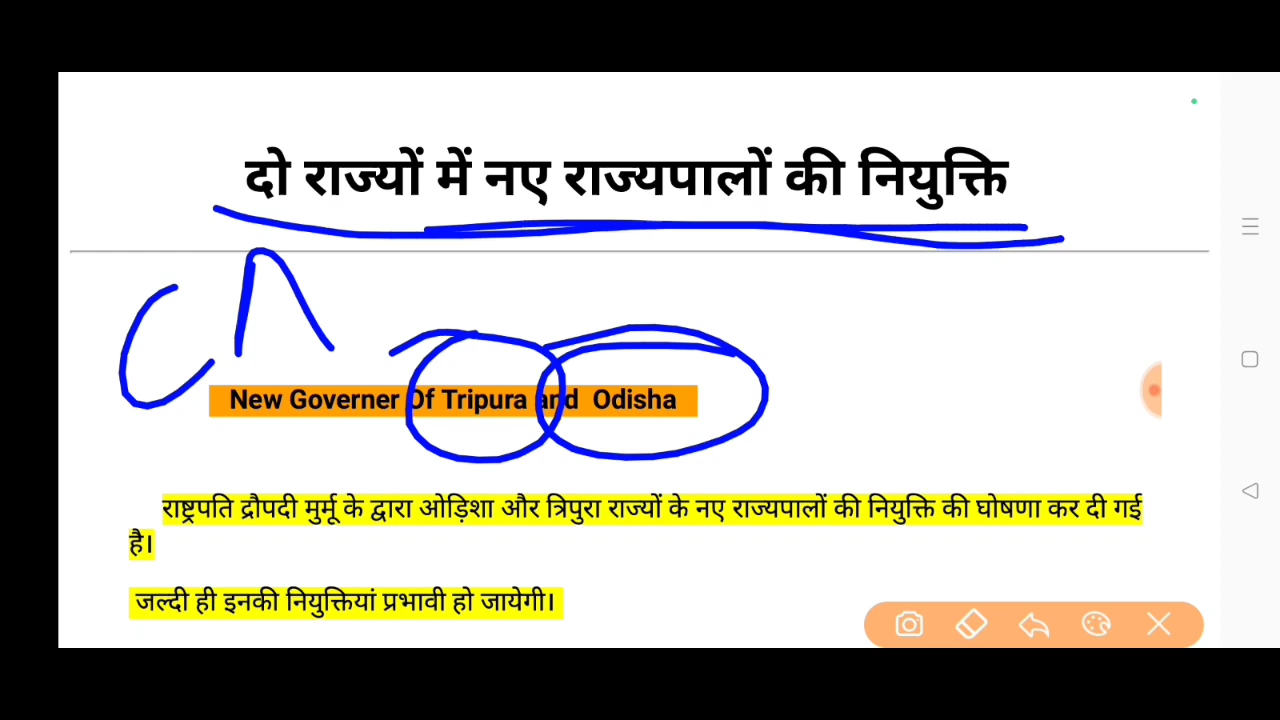 दो राज्यों में नए राज्यपालों की नियुक्ति
New Governer Of Tripura and Odisha
राष्ट्रपति द्रौपदी मुर्मू के द्वारा ओड़िशा और त्रिपुरा राज्यों के नए राज्यपालों की नियुक्ति की घोषणा कर दी गई
है।
जल्दी ही इनकी नियुक्तियां प्रभावी हो जायेगी।